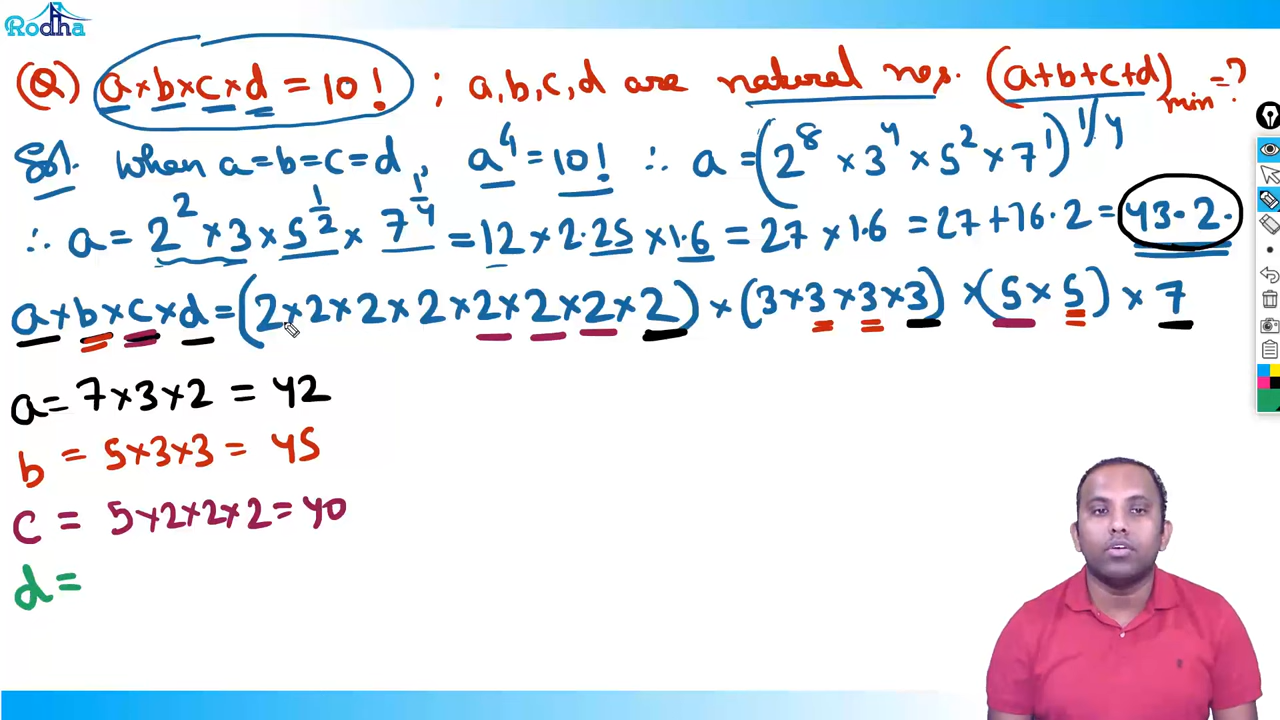 Rodha
(Q) a×b×c×d = 10! ; a,b,c,d are natural nos. (a+b+c+d)min =?
Sol. When a=b=c=d, a⁴=10! ∴ a=(2⁸×3⁴×5²×7¹)^1/4
∴ a= 2²×3×5^1/2×7^1/4 = 12×2.25×1.6 = 27×1.6 = 27+16.2 = 43.2.
a×b×c×d=(2×2×2×2×2×2×2×2)×(3×3×3×3)×(5×5)×7
a=7×3×2 = 42
b = 5×3×3 = 45
c = 5×2×2×2=40
d=